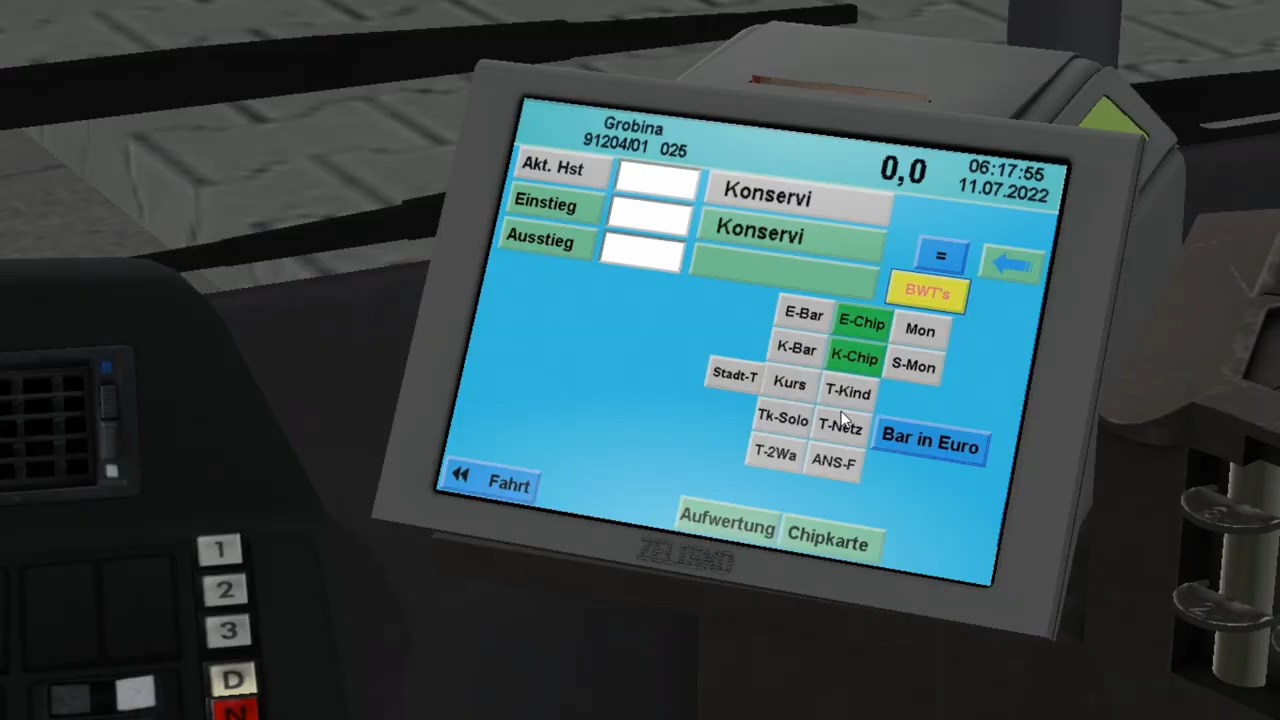 Grobina
91204/01 025
0,0
06:17:55
11.07.2022
Akt. Hst
Konservi
Einstieg
Konservi
Ausstieg
=
BWT's
E-Bar
E-Chip
Mon
K-Bar
K-Chip
S-Mon
Stadt-T
Kurs
T-Kind
Tk-Solo
T-Netz
Bar in Euro
T-2Wa
ANS-F
Fahrt
Aufwertung
Chipkarte
1
2
3
D
N